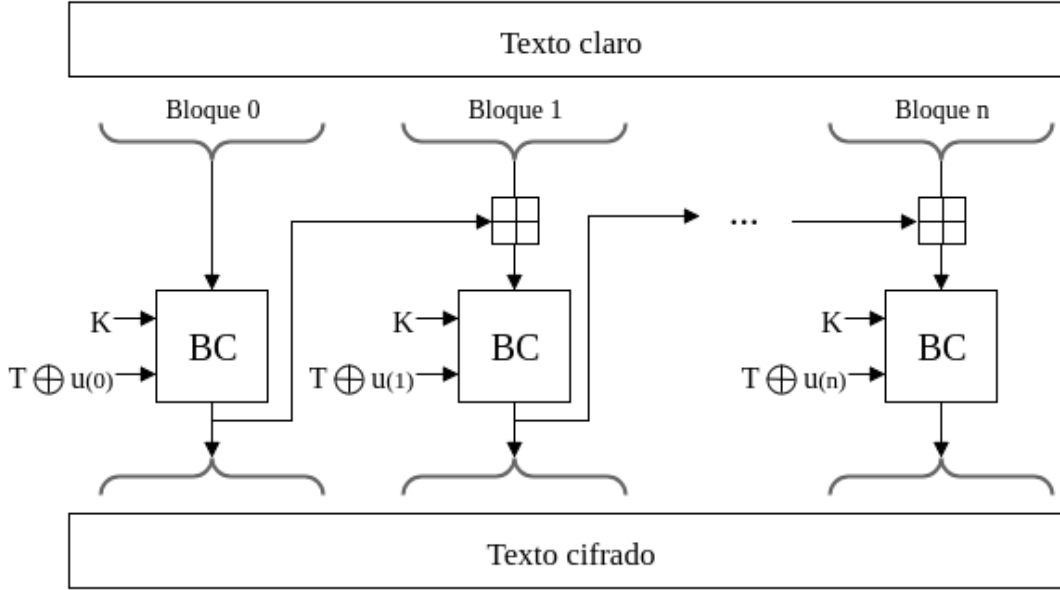 Texto claro
Bloque 0 Bloque 1 Bloque n
...
K K K
BC BC BC
T ⊕ u(0) T ⊕ u(1) T ⊕ u(n)
Texto cifrado